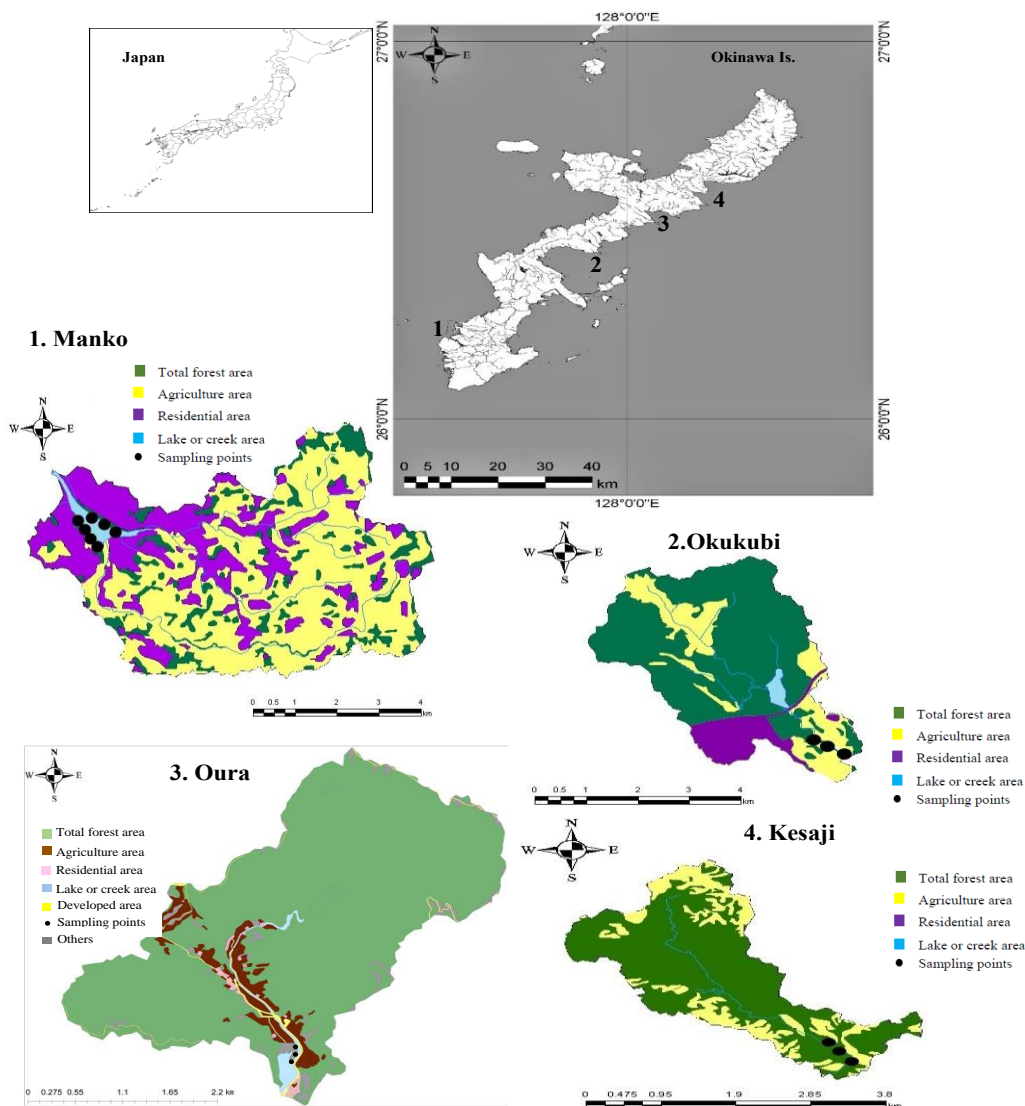 128°0'0"E
27°0'0"N
27°0'0"N
Japan
N
W
E
S
Okinawa Is.
4
3
2
1
26°0'0"N
26°0'0"N
0 5 10 20 30 40
km
128°0'0"E
1. Manko
Total forest area
Agriculture area
Residential area
Lake or creek area
Sampling points
N
W
E
S
0 0.5 1 2 3 4
km
2.Okukubi
N
W
E
S
Total forest area
Agriculture area
Residential area
Lake or creek area
Sampling points
0 0.5 1 2 3 4
km
3. Oura
N
W
E
S
Total forest area
Agriculture area
Residential area
Lake or creek area
Developed area
Sampling points
Others
0 0.275 0.55 1.1 1.65 2.2 km
4. Kesaji
N
W
E
S
Total forest area
Agriculture area
Residential area
Lake or creek area
Sampling points
0 0.475 0.95 1.9 2.85 3.8
km